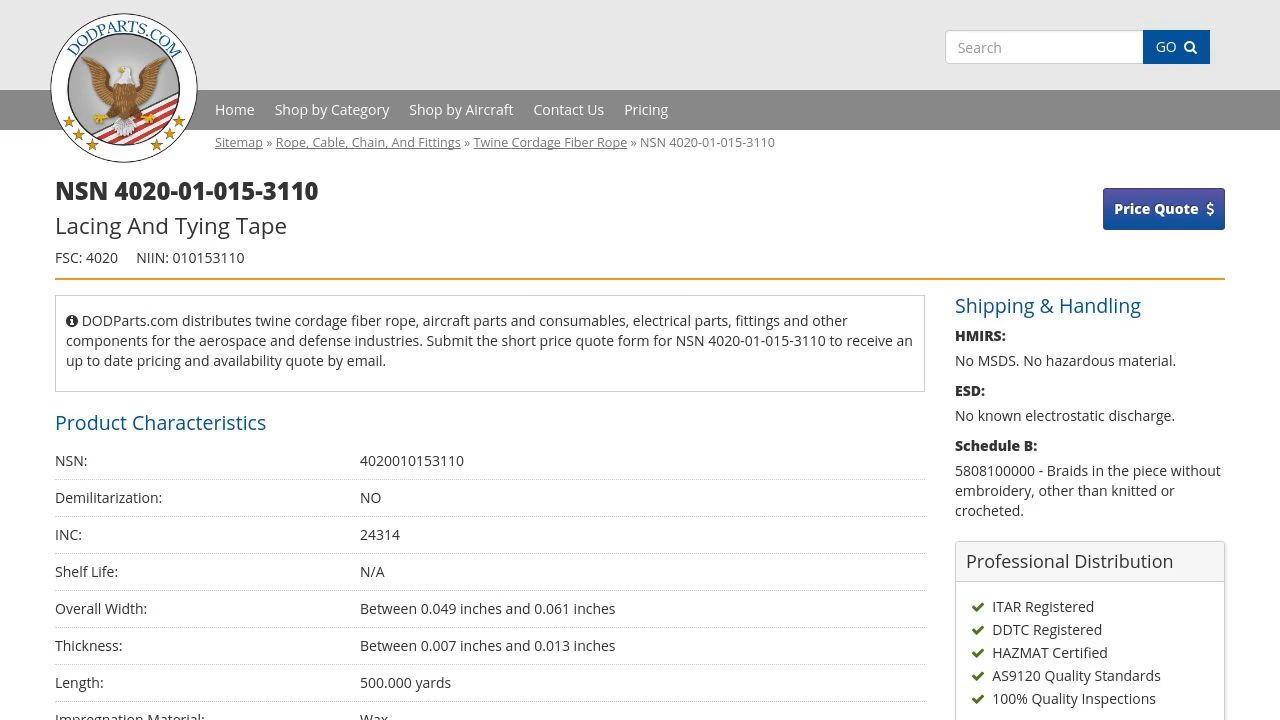 DODPARTS.COM
Search
GO
Home Shop by Category Shop by Aircraft Contact Us Pricing
Sitemap » Rope, Cable, Chain, And Fittings » Twine Cordage Fiber Rope » NSN 4020-01-015-3110
NSN 4020-01-015-3110
Lacing And Tying Tape
FSC: 4020 NIIN: 010153110
Price Quote $
DODParts.com distributes twine cordage fiber rope, aircraft parts and consumables, electrical parts, fittings and other
components for the aerospace and defense industries. Submit the short price quote form for NSN 4020-01-015-3110 to receive an
up to date pricing and availability quote by email.
Product Characteristics
NSN: 4020010153110
Demilitarization: NO
INC: 24314
Shelf Life: N/A
Overall Width: Between 0.049 inches and 0.061 inches
Thickness: Between 0.007 inches and 0.013 inches
Length: 500.000 yards
Impregnation Material: Wax
Shipping & Handling
HMIRS:
No MSDS. No hazardous material.
ESD:
No known electrostatic discharge.
Schedule B:
5808100000 - Braids in the piece without
embroidery, other than knitted or
crocheted.
Professional Distribution
ITAR Registered
DDTC Registered
HAZMAT Certified
AS9120 Quality Standards
100% Quality Inspections